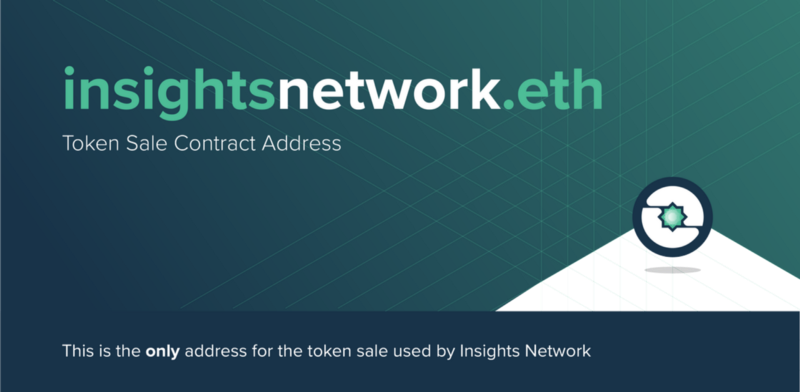 insightsnetwork.eth
Token Sale Contract Address
This is the only address for the token sale used by Insights Network